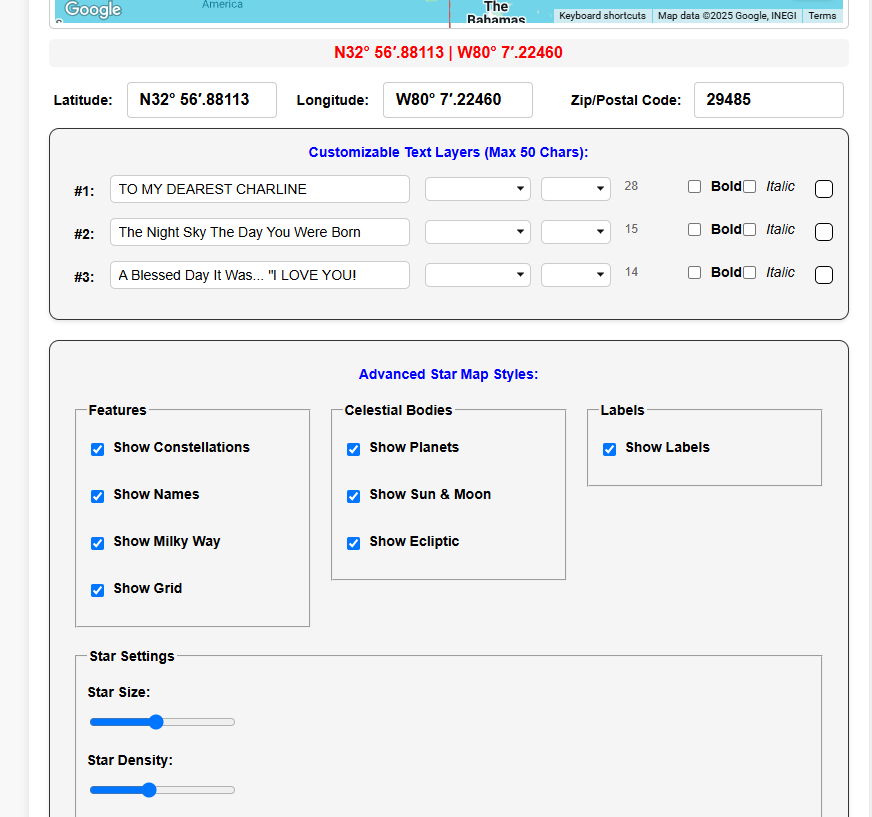 America
Google
The
Bahamas
Keyboard shortcuts Map data ©2025 Google, INEGI Terms
N32° 56′.88113 | W80° 7′.22460
Latitude: N32° 56′.88113 Longitude: W80° 7′.22460 Zip/Postal Code: 29485
Customizable Text Layers (Max 50 Chars):
#1: TO MY DEAREST CHARLINE 28 Bold Italic
#2: The Night Sky The Day You Were Born 15 Bold Italic
#3: A Blessed Day It Was... "I LOVE YOU! 14 Bold Italic
Advanced Star Map Styles:
Features Celestial Bodies Labels
Show Constellations Show Planets Show Labels
Show Names Show Sun & Moon
Show Milky Way Show Ecliptic
Show Grid
Star Settings
Star Size:
Star Density: